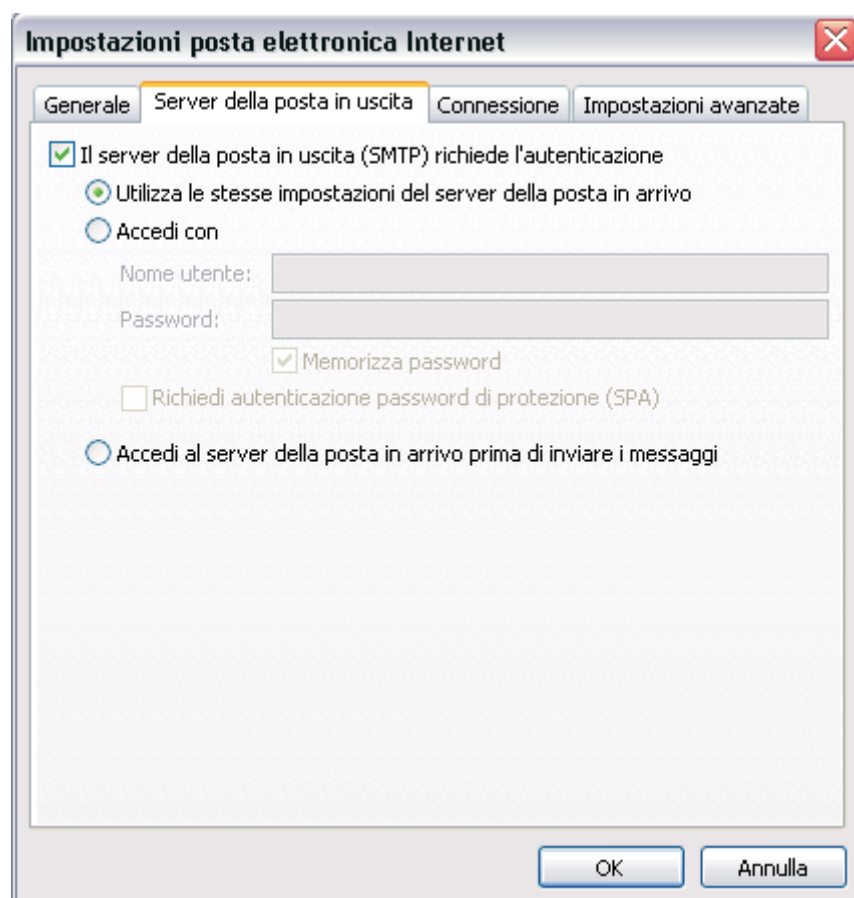 Impostazioni posta elettronica Internet
Generale Server della posta in uscita Connessione Impostazioni avanzate
Il server della posta in uscita (SMTP) richiede l'autenticazione
Utilizza le stesse impostazioni del server della posta in arrivo
Accedi con
Nome utente:
Password:
Memorizza password
Richiedi autenticazione password di protezione (SPA)
Accedi al server della posta in arrivo prima di inviare i messaggi
OK Annulla